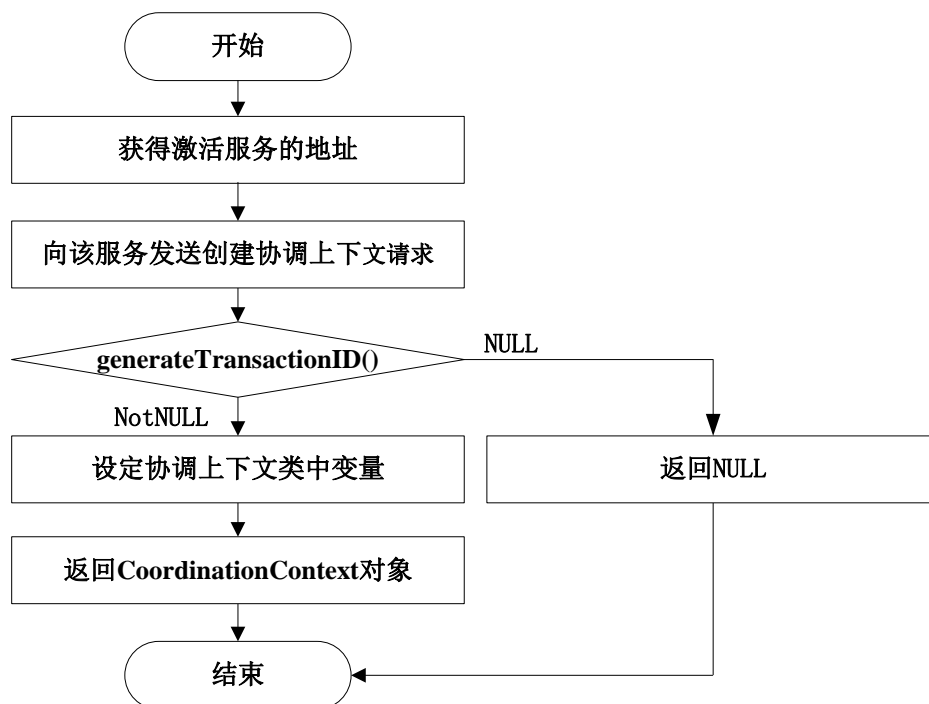 开始
获得激活服务的地址
向该服务发送创建协调上下文请求
generateTransactionID()
NULL
NotNULL
设定协调上下文类中变量
返回NULL
返回CoordinationContext对象
结束